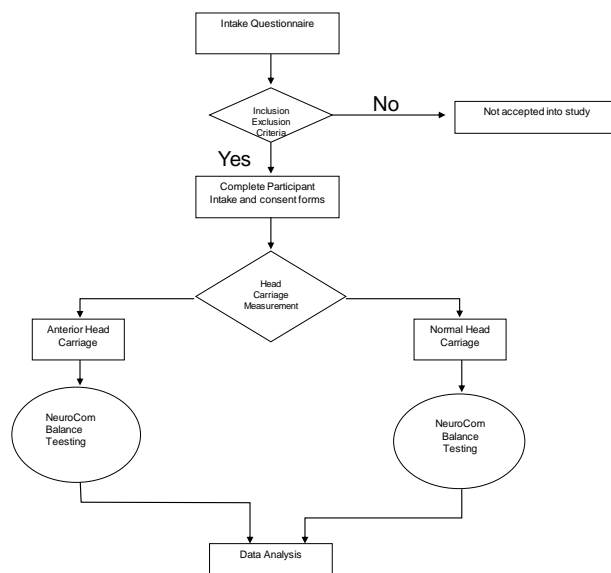 Intake Questionnaire
Inclusion
Exclusion
Criteria
No
Not accepted into study
Yes
Complete Participant
Intake and consent forms
Head
Carriage
Measurement
Anterior Head
Carriage
Normal Head
Carriage
NeuroCom
Balance
Teesting
NeuroCom
Balance
Testing
Data Analysis